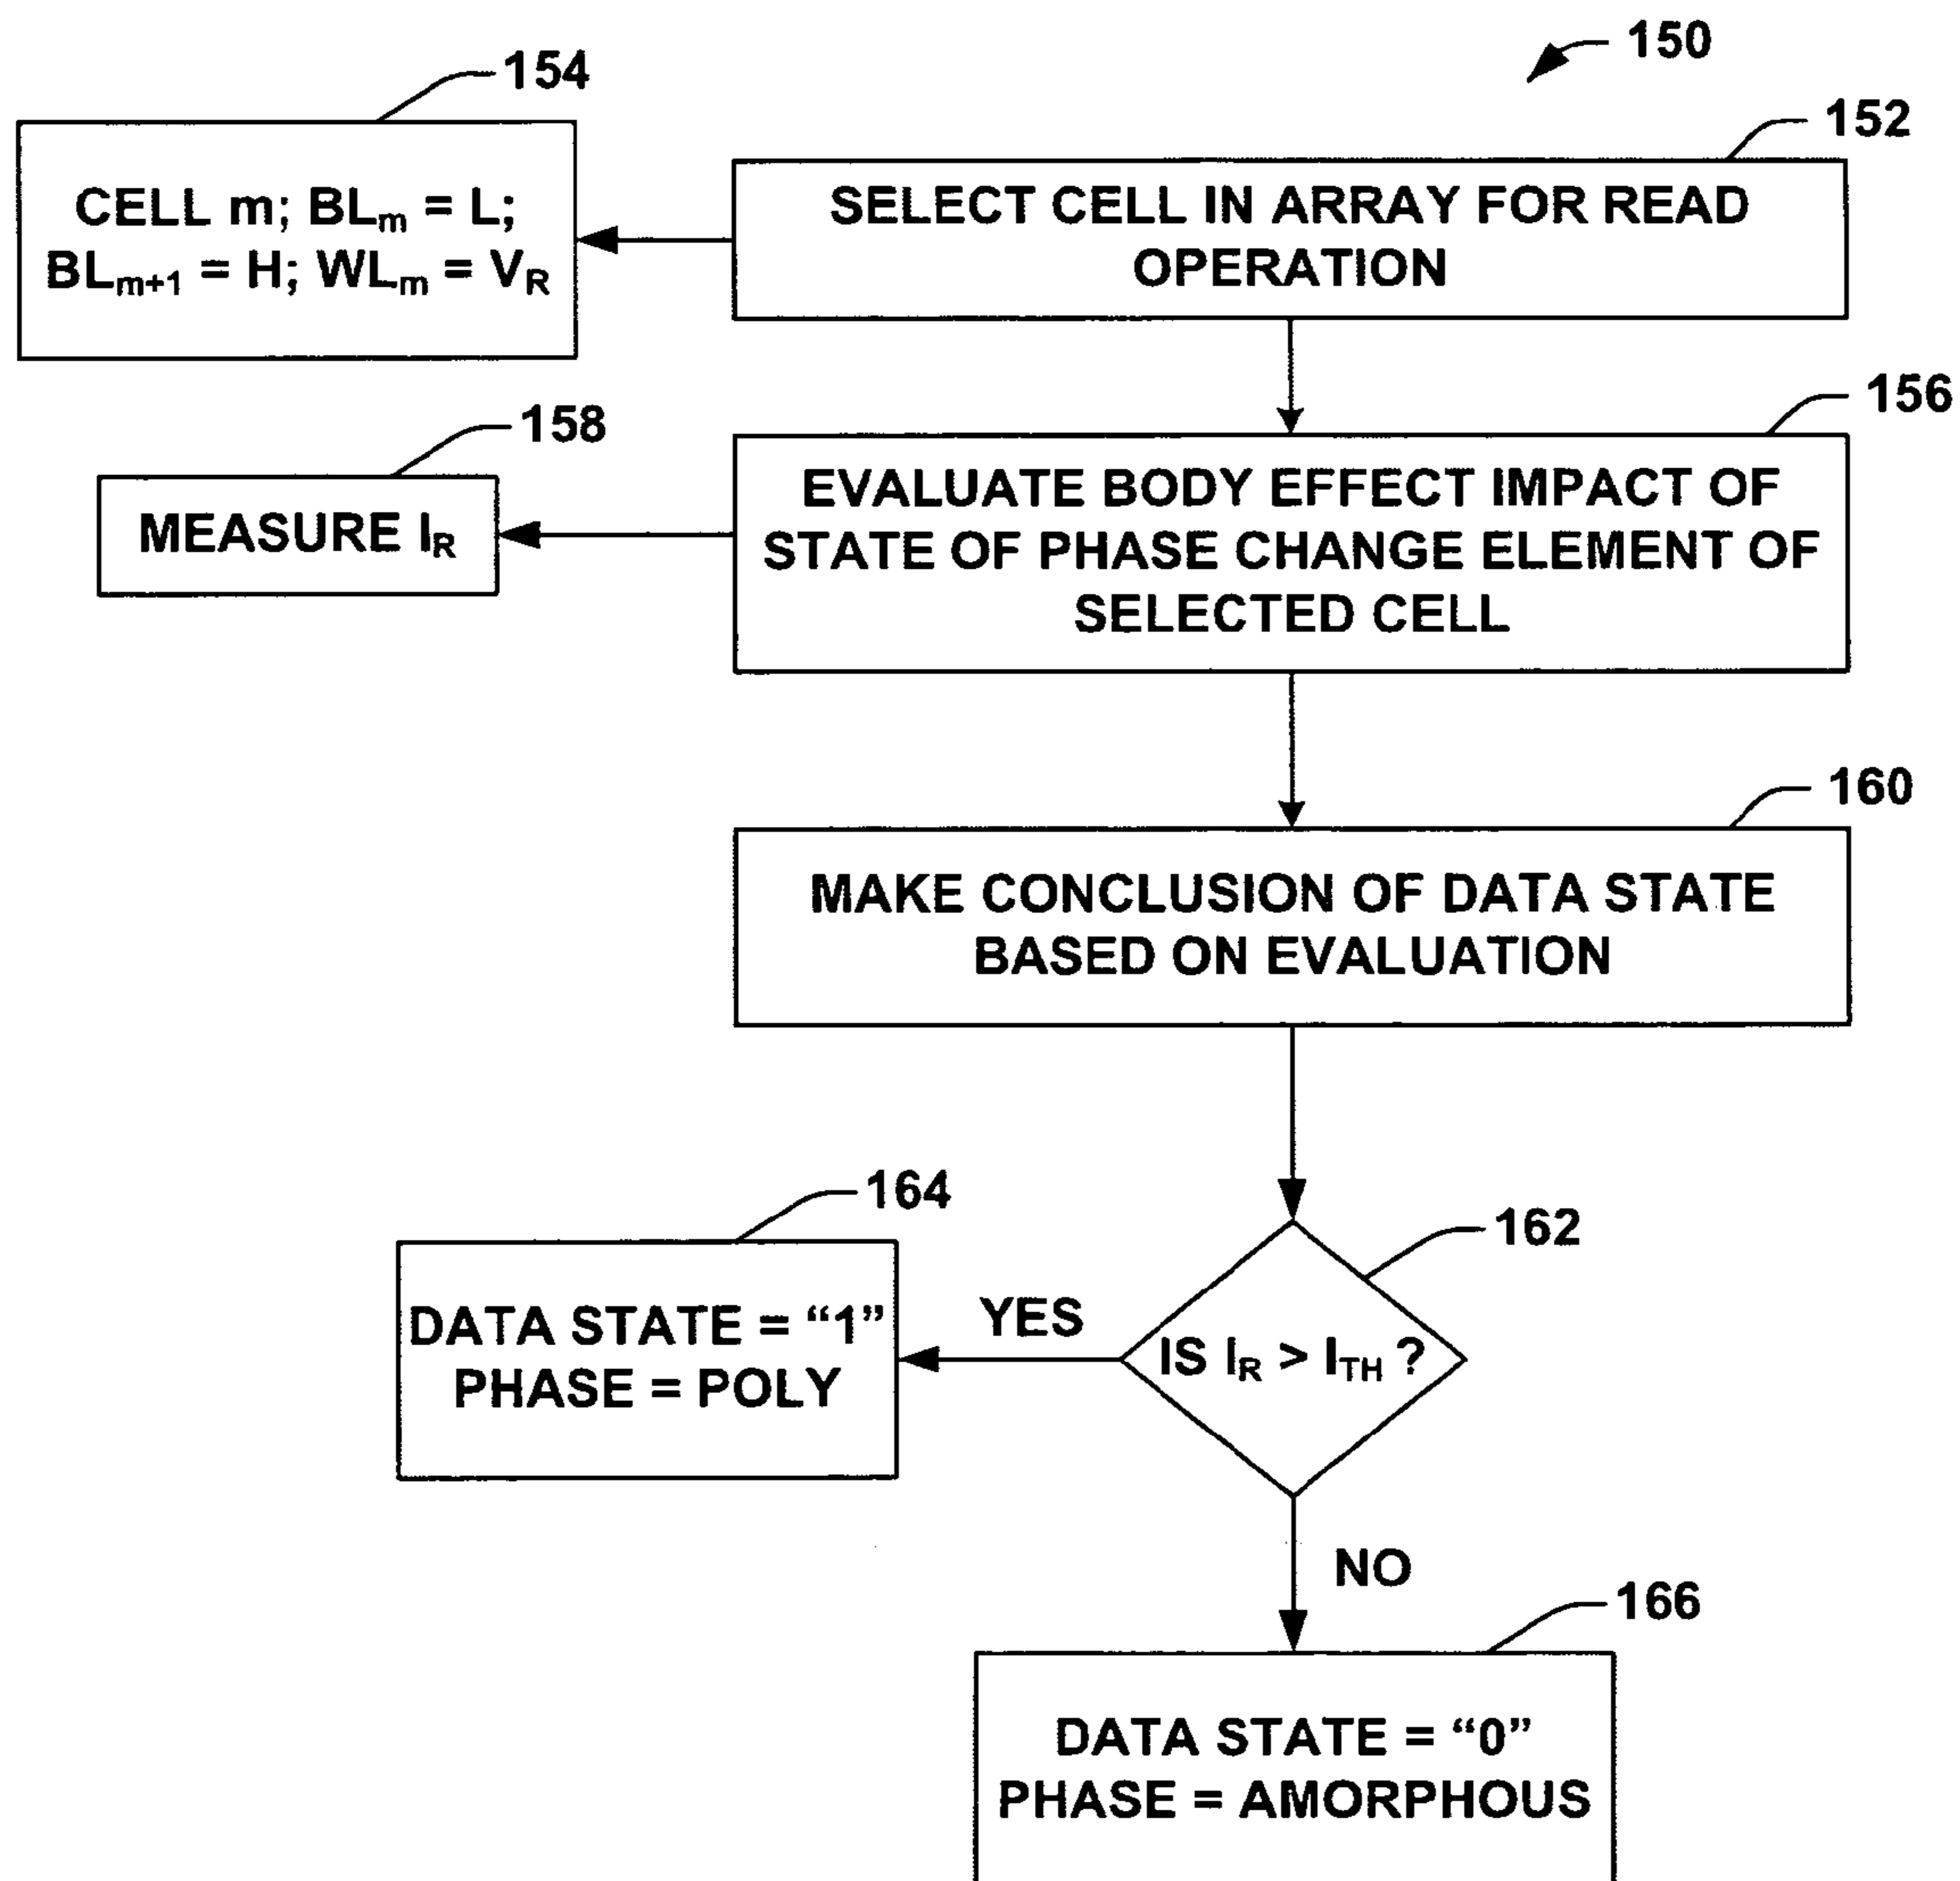 150
154
152
CELL m; BLm = L;
BLm+1 = H; WLm = VR
SELECT CELL IN ARRAY FOR READ
OPERATION
156
158
MEASURE IR
EVALUATE BODY EFFECT IMPACT OF
STATE OF PHASE CHANGE ELEMENT OF
SELECTED CELL
160
MAKE CONCLUSION OF DATA STATE
BASED ON EVALUATION
164
162
DATA STATE = “1”
PHASE = POLY
YES
IS IR > ITH ?
NO
166
DATA STATE = “0”
PHASE = AMORPHOUS